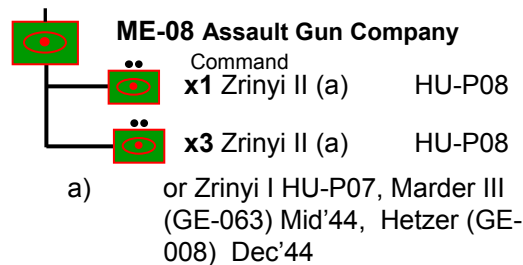 ME-08 Assault Gun Company
Command
x1 Zrinyi II (a) HU-P08
x3 Zrinyi II (a) HU-P08
a) or Zrinyi I HU-P07, Marder III
(GE-063) Mid'44, Hetzer (GE-
008) Dec'44